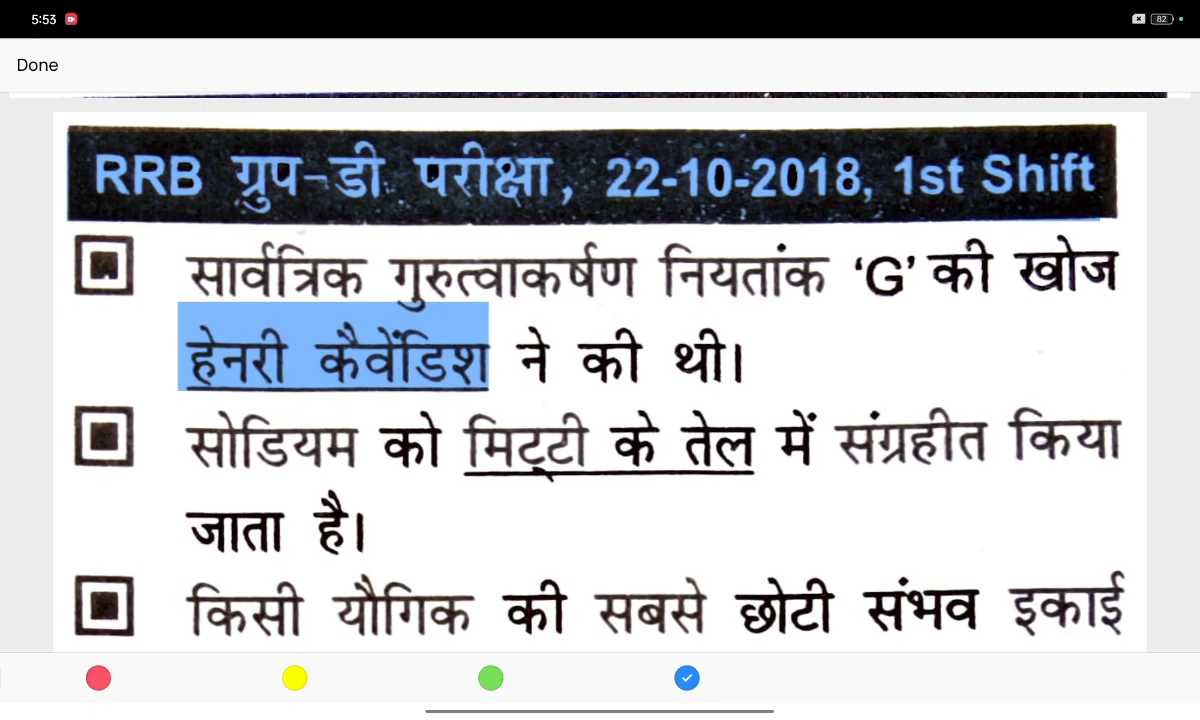 5:53
82
Done
RRB ग्रुप-डी परीक्षा, 22-10-2018, 1st Shift
सार्वत्रिक गुरुत्वाकर्षण नियतांक ‘G’ की खोज
हेनरी कैवेंडिश ने की थी।
सोडियम को मिट्टी के तेल में संग्रहीत किया
जाता है।
किसी यौगिक की सबसे छोटी संभव इकाई